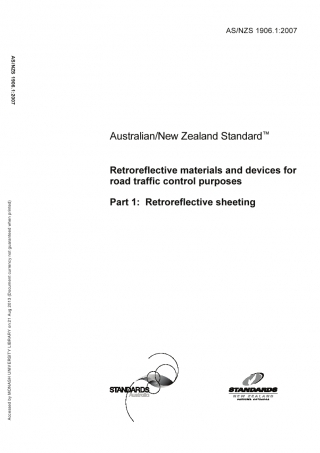 AS/NZS 1906.1:2007
AS/NZS 1906.1:2007
Australian/New Zealand Standard™
Retroreflective materials and devices for
road traffic control purposes
Part 1: Retroreflective sheeting
Accessed by MONASH UNIVERSITY LIBRARY on 21 Aug 2013 (Document currency not guaranteed when printed)
STANDARDS
Australia
STANDARDS
NEW ZEALAND